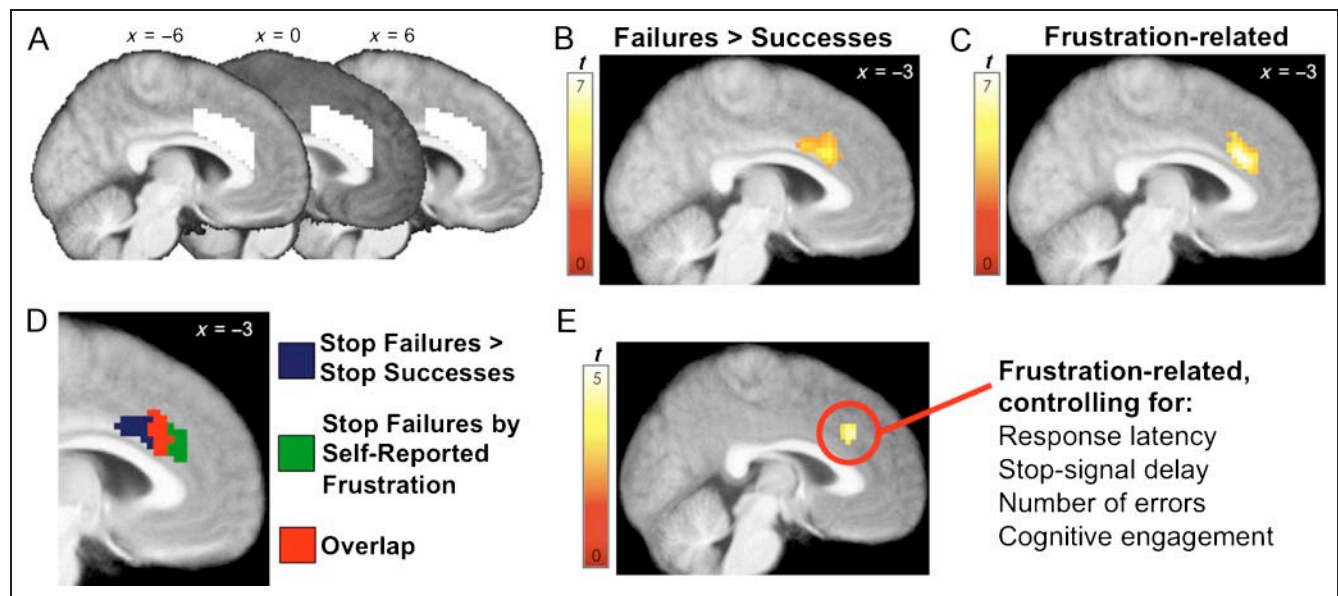 A
x = −6
x = 0
x = 6
B
Failures > Successes
t
7
0
x = −3
C
Frustration-related
t
7
0
x = −3
D
x = −3
Stop Failures >
Stop Successes
Stop Failures by
Self-Reported
Frustration
Overlap
E
t
5
0
Frustration-related,
controlling for:
Response latency
Stop-signal delay
Number of errors
Cognitive engagement